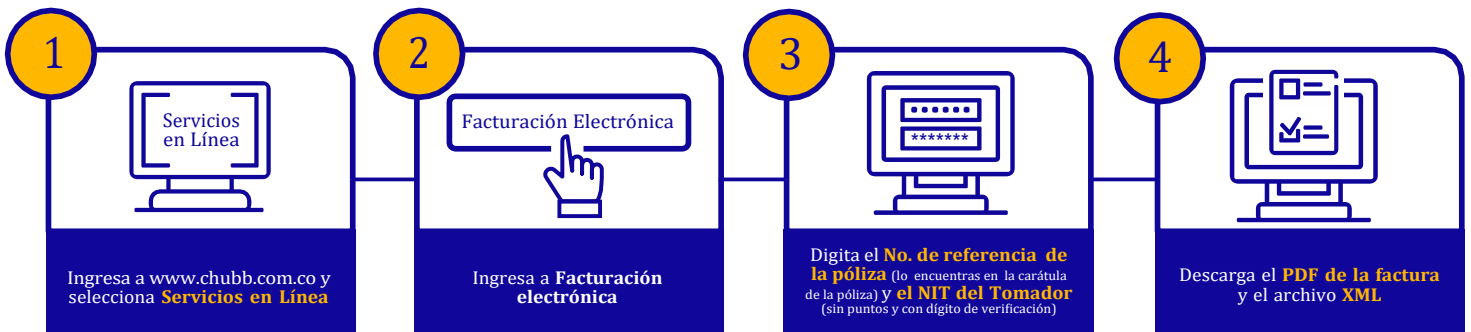 1
Servicios
en Línea
Ingresa a www.chubb.com.co y
selecciona Servicios en Línea
2
Facturación Electrónica
Ingresa a Facturación
electrónica
3
*******
Digita el No. de referencia de
la póliza (lo encuentras en la carátula
de la póliza) y el NIT del Tomador
(sin puntos y con dígito de verificación)
4
Descarga el PDF de la factura
y el archivo XML